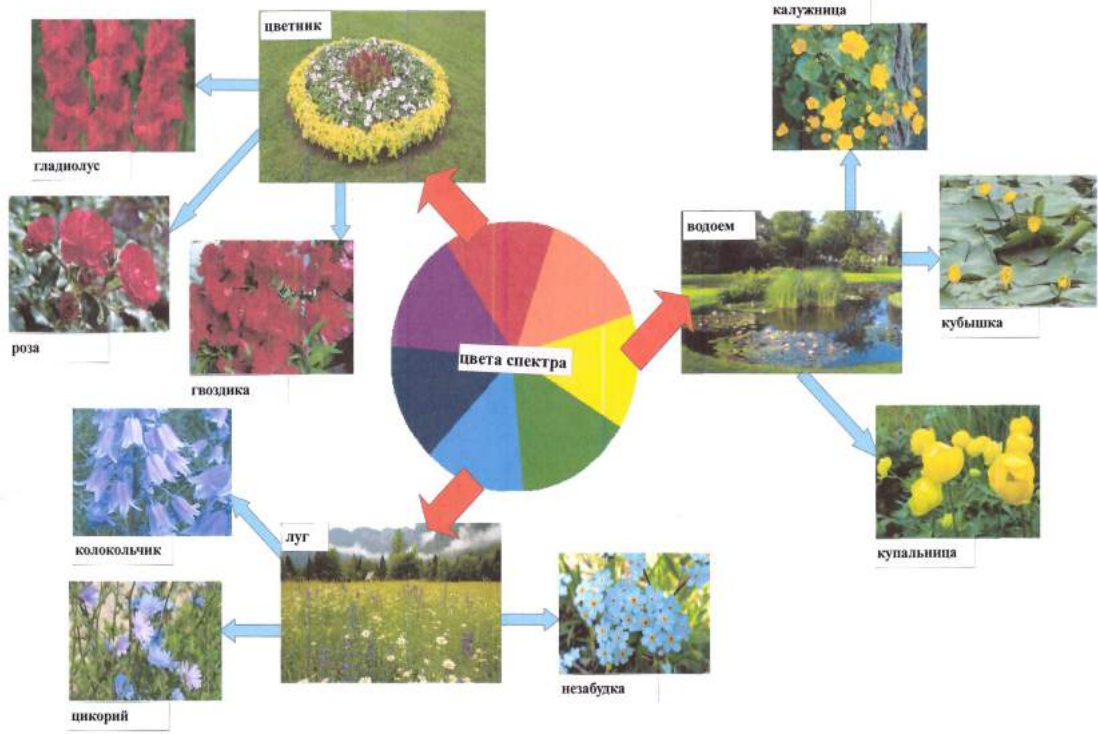 калужница
цветник
гладиолус
водоем
роза
кубышка
гвоздика
цвета спектра
колокольчик
луг
купальница
цикорий
незабудка